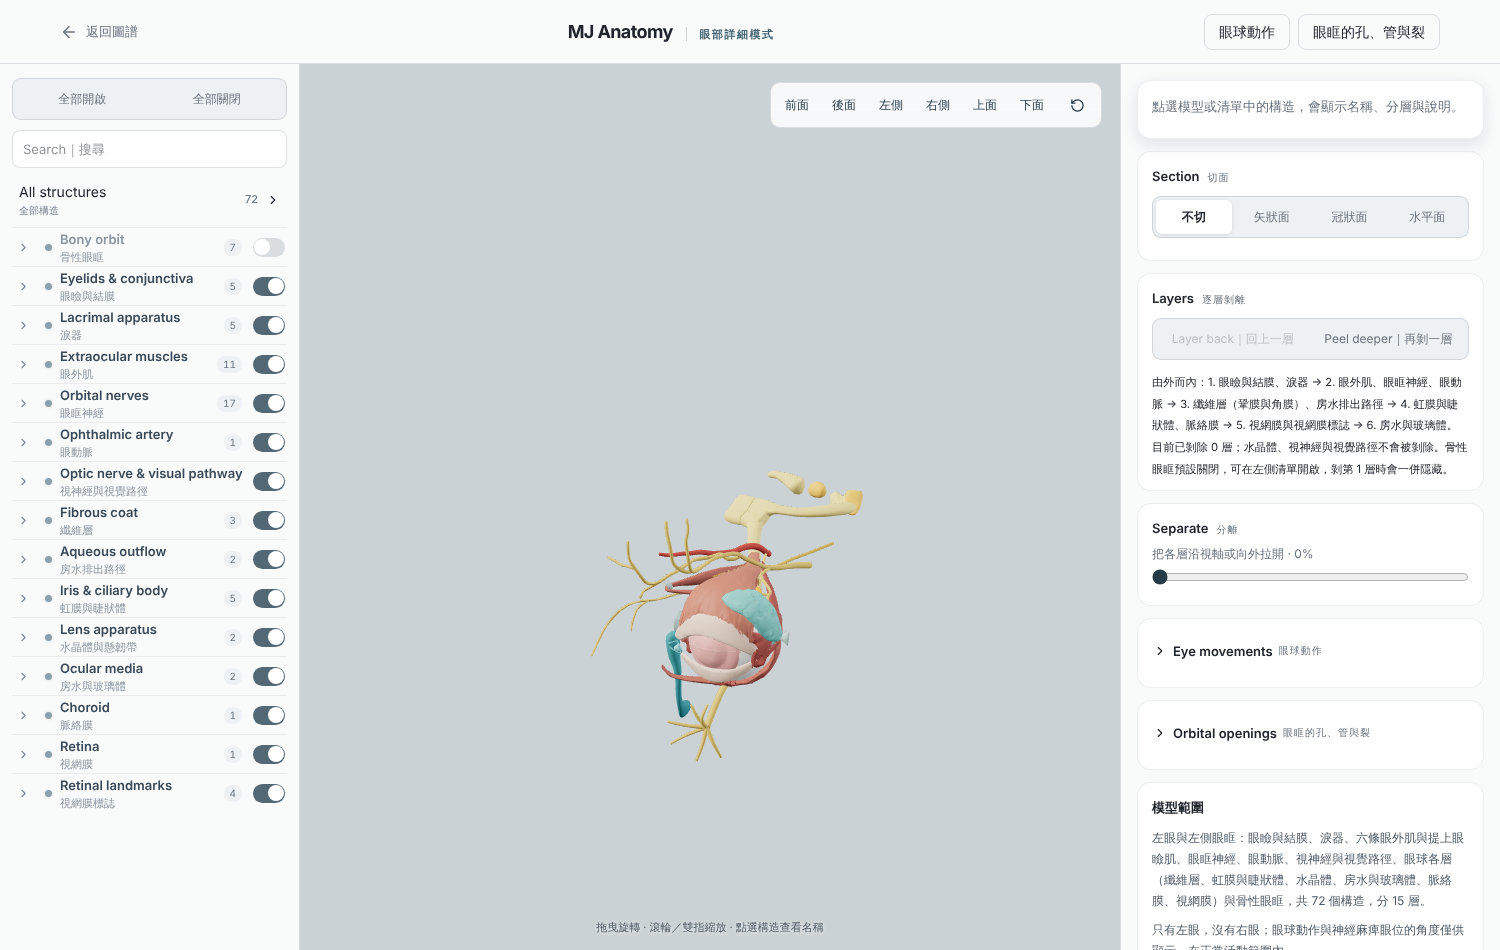 返回圖譜
MJ Anatomy
眼部詳細模式
眼球動作
眼眶的孔、管與裂
全部開啟
全部關閉
Search｜搜尋
All structures
全部構造
72
Bony orbit
骨性眼眶
7
Eyelids & conjunctiva
眼瞼與結膜
5
Lacrimal apparatus
淚器
5
Extraocular muscles
眼外肌
11
Orbital nerves
眼眶神經
17
Ophthalmic artery
眼動脈
1
Optic nerve & visual pathway
視神經與視覺路徑
Fibrous coat
纖維層
3
Aqueous outflow
房水排出路徑
2
Iris & ciliary body
虹膜與睫狀體
5
Lens apparatus
水晶體與懸韌帶
2
Ocular media
房水與玻璃體
2
Choroid
脈絡膜
1
Retina
視網膜
1
Retinal landmarks
視網膜標誌
4
前面
後面
左側
右側
上面
下面
拖曳旋轉 · 滾輪／雙指縮放 · 點選構造查看名稱
點選模型或清單中的構造，會顯示名稱、分層與說明。
Section 切面
不切
矢狀面
冠狀面
水平面
Layers 逐層剝離
Layer back｜回上一層
Peel deeper｜再剝一層
由外而內：1. 眼瞼與結膜、淚器 → 2. 眼外肌、眼眶神經、眼動
脈 → 3. 纖維層（鞏膜與角膜）、房水排出路徑 → 4. 虹膜與睫
狀體、脈絡膜 → 5. 視網膜與視網膜標誌 → 6. 房水與玻璃體。
目前已剝除 0 層；水晶體、視神經與視覺路徑不會被剝除。骨性
眼眶預設關閉，可在左側清單開啟，剝第 1 層時會一併隱藏。
Separate 分離
把各層沿視軸或向外拉開 · 0%
Eye movements 眼球動作
Orbital openings 眼眶的孔、管與裂
模型範圍
左眼與左側眼眶：眼瞼與結膜、淚器、六條眼外肌與提上眼
瞼肌、眼眶神經、眼動脈、視神經與視覺路徑、眼球各層
（纖維層、虹膜與睫狀體、水晶體、房水與玻璃體、脈絡
膜、視網膜）與骨性眼眶，共 72 個構造，分 15 層。
只有左眼，沒有右眼；眼球動作與神經麻痺眼位的角度僅供
顯示，在正常活動範圍內。